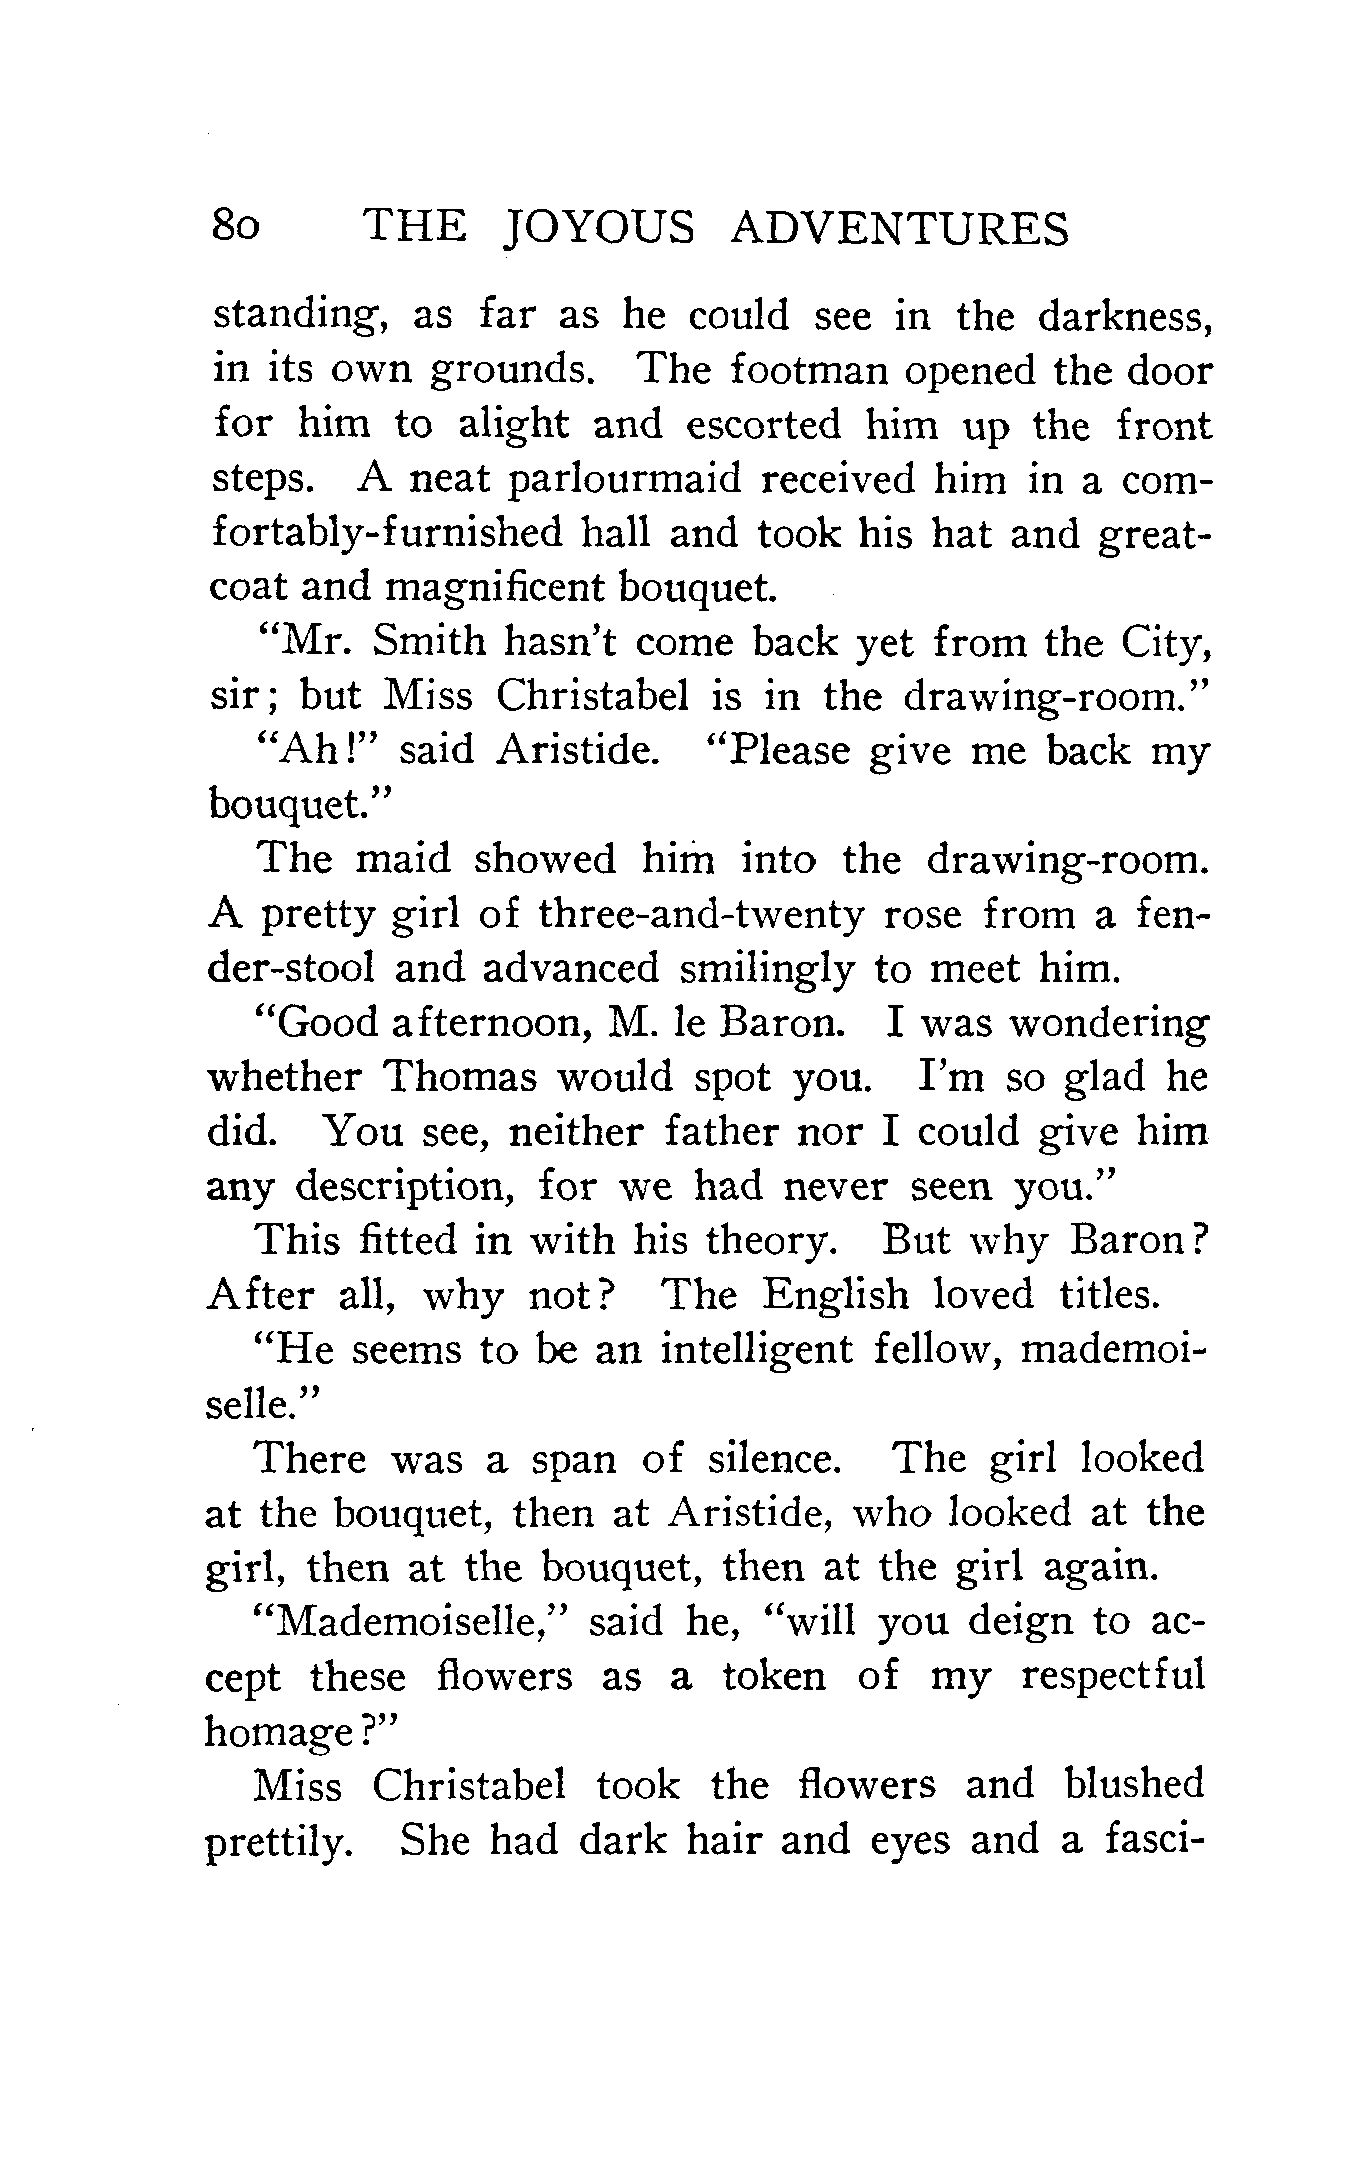 80 THE JOYOUS ADVENTURES
standing, as far as he could see in the darkness,
in its own grounds. The footman opened the door
for him to alight and escorted him up the front
steps. A neat parlourmaid received him in a com-
fortably-furnished hall and took his hat and great-
coat and magnificent bouquet.
“Mr. Smith hasn’t come back yet from the City,
sir; but Miss Christabel is in the drawing-room.”
“Ah!” said Aristide. “Please give me back my
bouquet.”
The maid showed him into the drawing-room.
A pretty girl of three-and-twenty rose from a fen-
der-stool and advanced smilingly to meet him.
“Good afternoon, M. le Baron. I was wondering
whether Thomas would spot you. I’m so glad he
did. You see, neither father nor I could give him
any description, for we had never seen you.”
This fitted in with his theory. But why Baron?
After all, why not? The English loved titles.
“He seems to be an intelligent fellow, mademoi-
selle.”
There was a span of silence. The girl looked
at the bouquet, then at Aristide, who looked at the
girl, then at the bouquet, then at the girl again.
“Mademoiselle,” said he, “will you deign to ac-
cept these flowers as a token of my respectful
homage?”
Miss Christabel took the flowers and blushed
prettily. She had dark hair and eyes and a fasci-